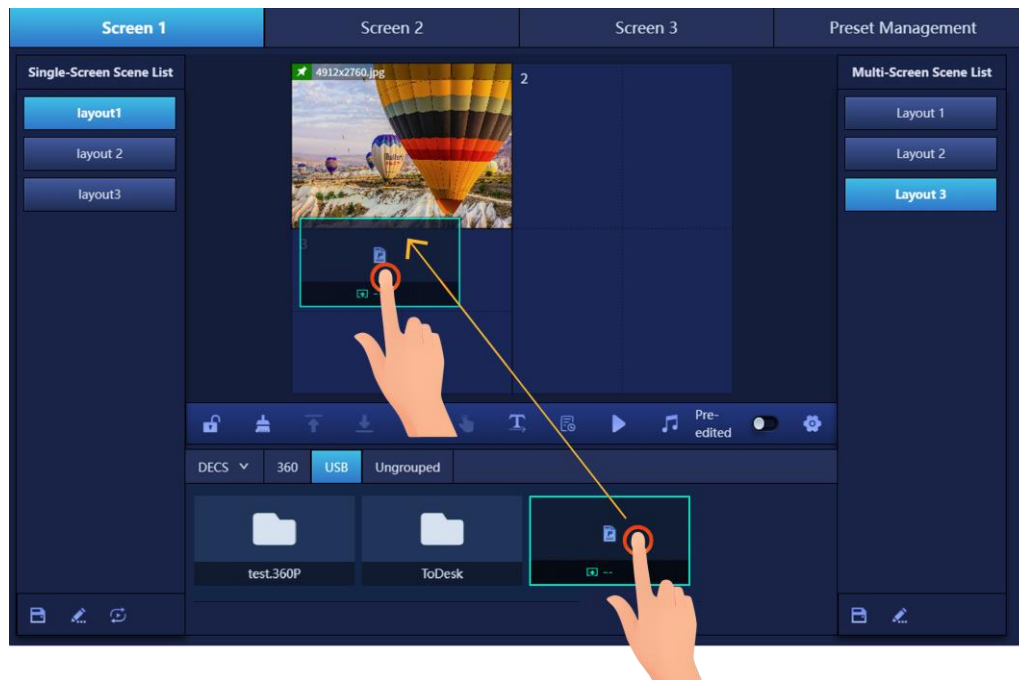 Screen 1
Screen 2
Screen 3
Preset Management
Single-Screen Scene List
layout1
layout 2
layout3
4912x2760.jpg
2
3
--
Multi-Screen Scene List
Layout 1
Layout 2
Layout 3
Pre-
edited
DECS
360
USB
Ungrouped
test.360P
ToDesk
--